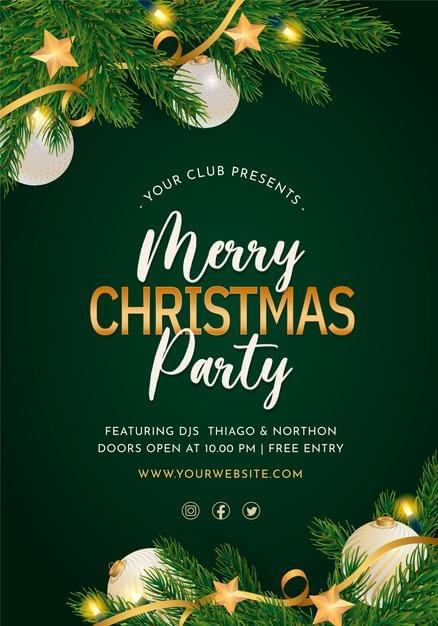 - YOUR CLUB PRESENTS -
Merry
CHRISTMAS
Party
FEATURING DJS THIAGO & NORTHON
DOORS OPEN AT 10.00 PM | FREE ENTRY
WWW.YOURWEBSITE.COM